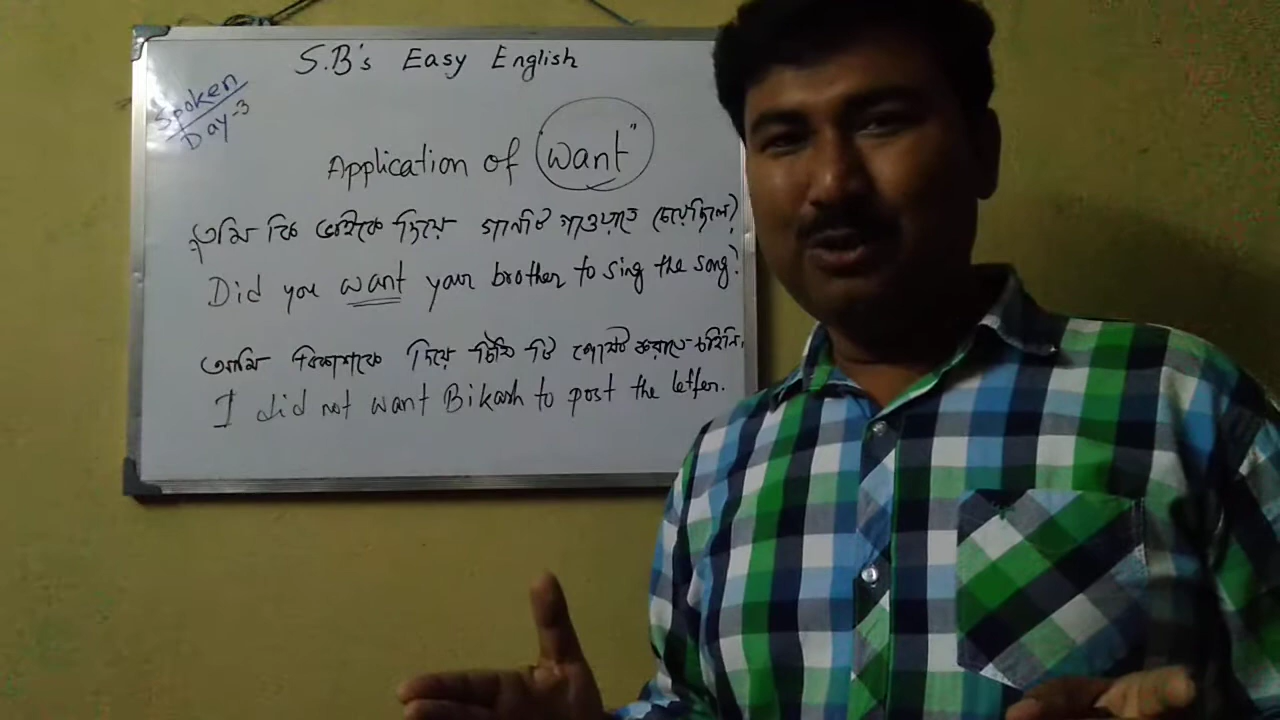 S.B's Easy English
Spoken
Day-3
Application of "Want"
তুমি কি ভাইকে দিয়ে গানটি গাওয়াতে চেয়েছিলে?
Did you want your brother to sing the song?
আমি বিকাশকে দিয়ে চিঠি টি পোস্ট করাতে চাইনি।
I did not want Bikash to post the letter.